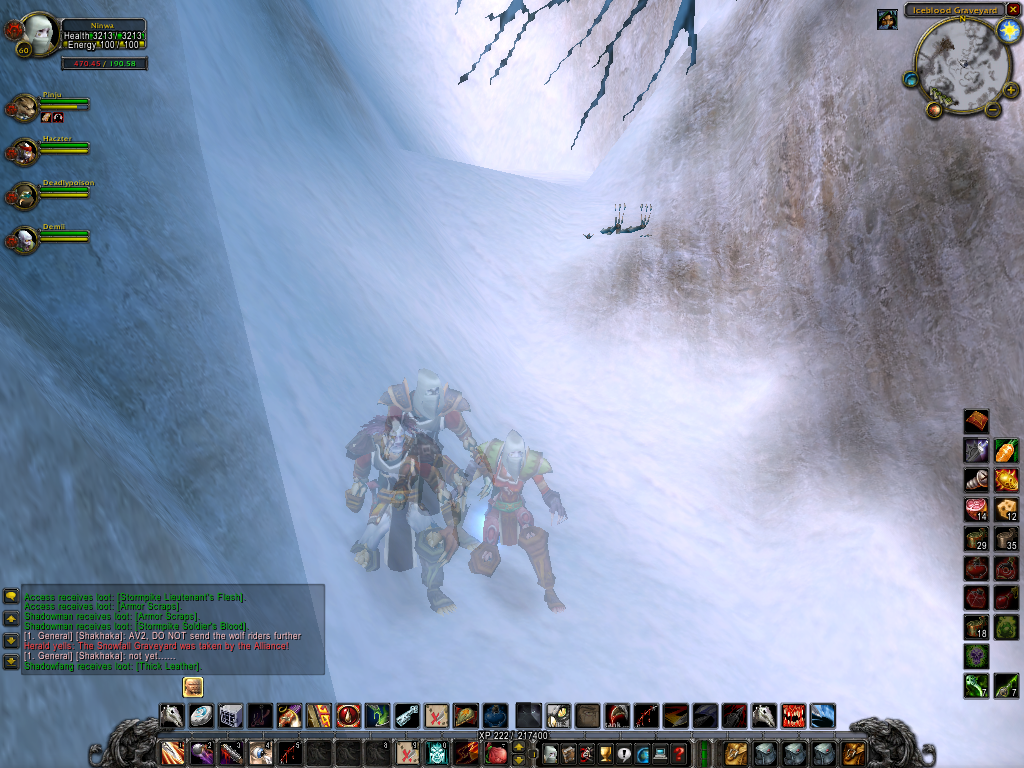 Iceblood Graveyard
N
Ninwa
Health 3213 / 3213
Energy 100 / 100
60
470.45 / 190.58
Pinju
Haczter
Deadlypoison
Demil
Access receives loot: [Stormpike Lieutenant's Flesh].
Access receives loot: [Armor Scraps].
Shadowman receives loot: [Armor Scraps].
Shadowman receives loot: [Stormpike Soldier's Blood].
[1. General] [Shakhaka]: AV2, DO NOT send the wolf riders further
Herald yells: The Snowfall Graveyard was taken by the Alliance!
[1. General] [Shakhaka]: not yet......
Shadowfang receives loot: [Thick Leather].
14
12
29
35
18
7
7
tank
XP 222 / 217400